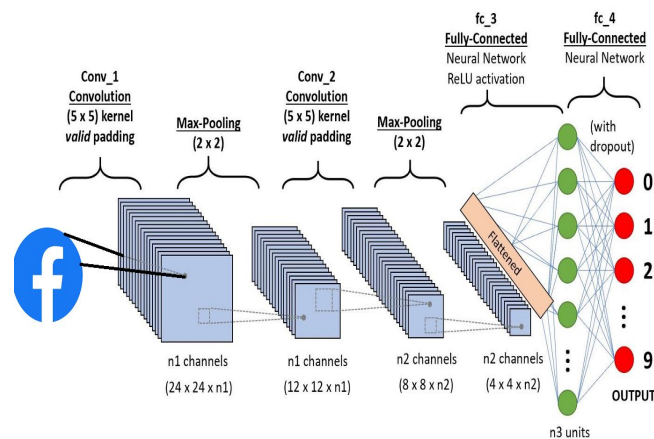 fc_3
Fully-Connected
Neural Network
ReLU activation
fc_4
Fully-Connected
Neural Network
Conv_1
Convolution
(5 x 5) kernel
valid padding
Max-Pooling
(2 x 2)
Conv_2
Convolution
(5 x 5) kernel
valid padding
Max-Pooling
(2 x 2)
(with
dropout)
f
Flattened
0
1
2
9
OUTPUT
n1 channels
(24 x 24 x n1)
n1 channels
(12 x 12 x n1)
n2 channels
(8 x 8 x n2)
n2 channels
(4 x 4 x n2)
n3 units